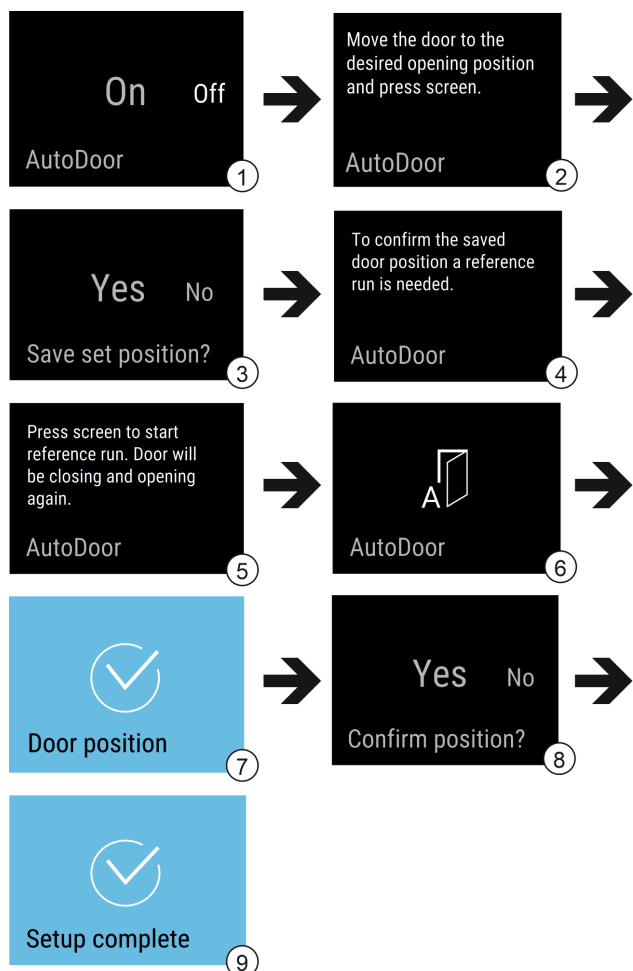 On Off
AutoDoor
1
Move the door to the
desired opening position
and press screen.
AutoDoor
2
Yes No
Save set position?
3
To confirm the saved
door position a reference
run is needed.
AutoDoor
4
Press screen to start
reference run. Door will
be closing and opening
again.
AutoDoor
5
A
AutoDoor
6
Door position
7
Yes No
Confirm position?
8
Setup complete
9